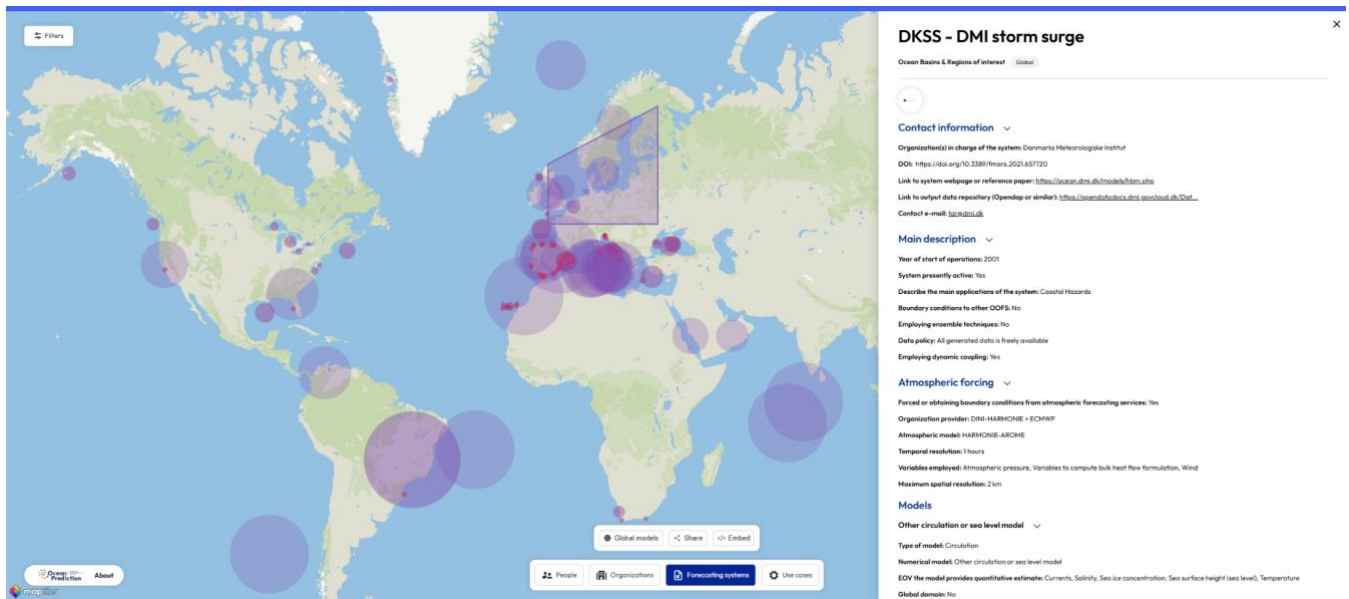 Filters
DKSS - DMI storm surge
Ocean Basins & Regions of interest Global
Contact information
Organization(s) in charge of the system: Danmarks Meteorologiske Institut
DOI: https://doi.org/10.3389/fmars.2021.657720
Link to system webpage or reference paper: https://ocean.dmi.dk/models/hbm.php
Link to output data repository (Opendap or similar): https://opendatadocs.dmi.govcloud.dk/Dat...
Contact e-mail: tar@dmi.dk
Main description
Year of start of operations: 2001
System presently active: Yes
Describe the main applications of the system: Coastal Hazards
Boundary conditions to other OOFS: No
Employing ensemble techniques: No
Data policy: All generated data is freely available
Employing dynamic coupling: Yes
Atmospheric forcing
Forced or obtaining boundary conditions from atmospheric forecasting services: Yes
Organization provider: DINI-HARMONIE + ECMWF
Atmospheric model: HARMONIE-AROME
Temporal resolution: 1 hours
Variables employed: Atmospheric pressure, Variables to compute bulk heat flow formulation, Wind
Maximum spatial resolution: 2 km
Models
Other circulation or sea level model
Type of model: Circulation
Numerical model: Other circulation or sea level model
EOV the model provides quantitative estimate: Currents, Salinity, Sea ice concentration, Sea surface height (sea level), Temperature
Global domain: No
Global models Share </> Embed
People Organizations Forecasting systems Use cases
Ocean Prediction About
maptiler